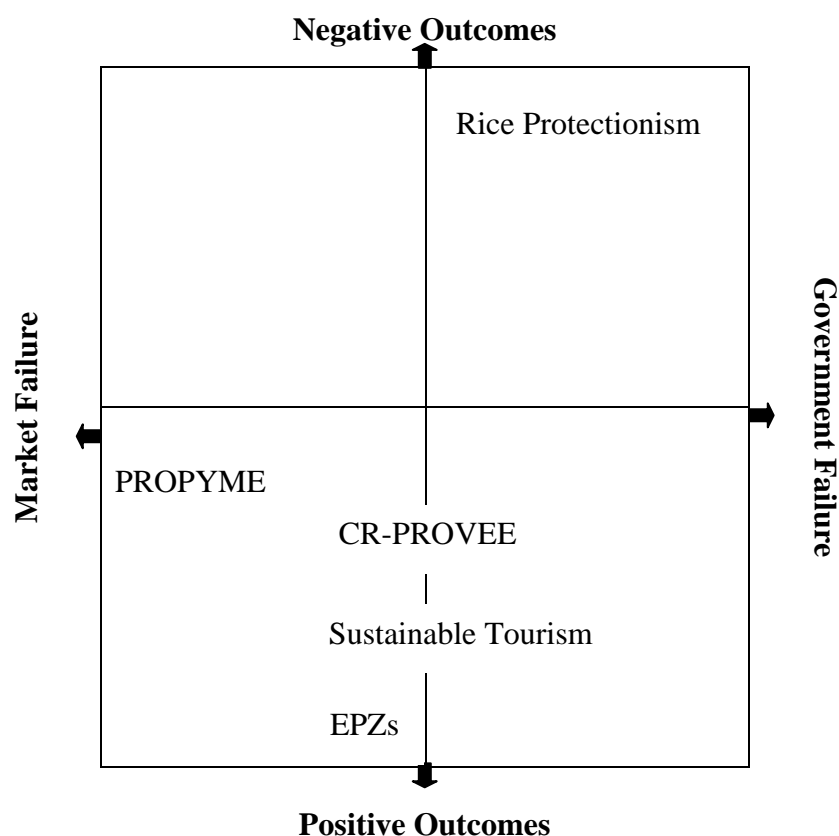 Negative Outcomes
Rice Protectionism
Market Failure
Government Failure
PROPYME
CR-PROVEE
Sustainable Tourism
EPZs
Positive Outcomes